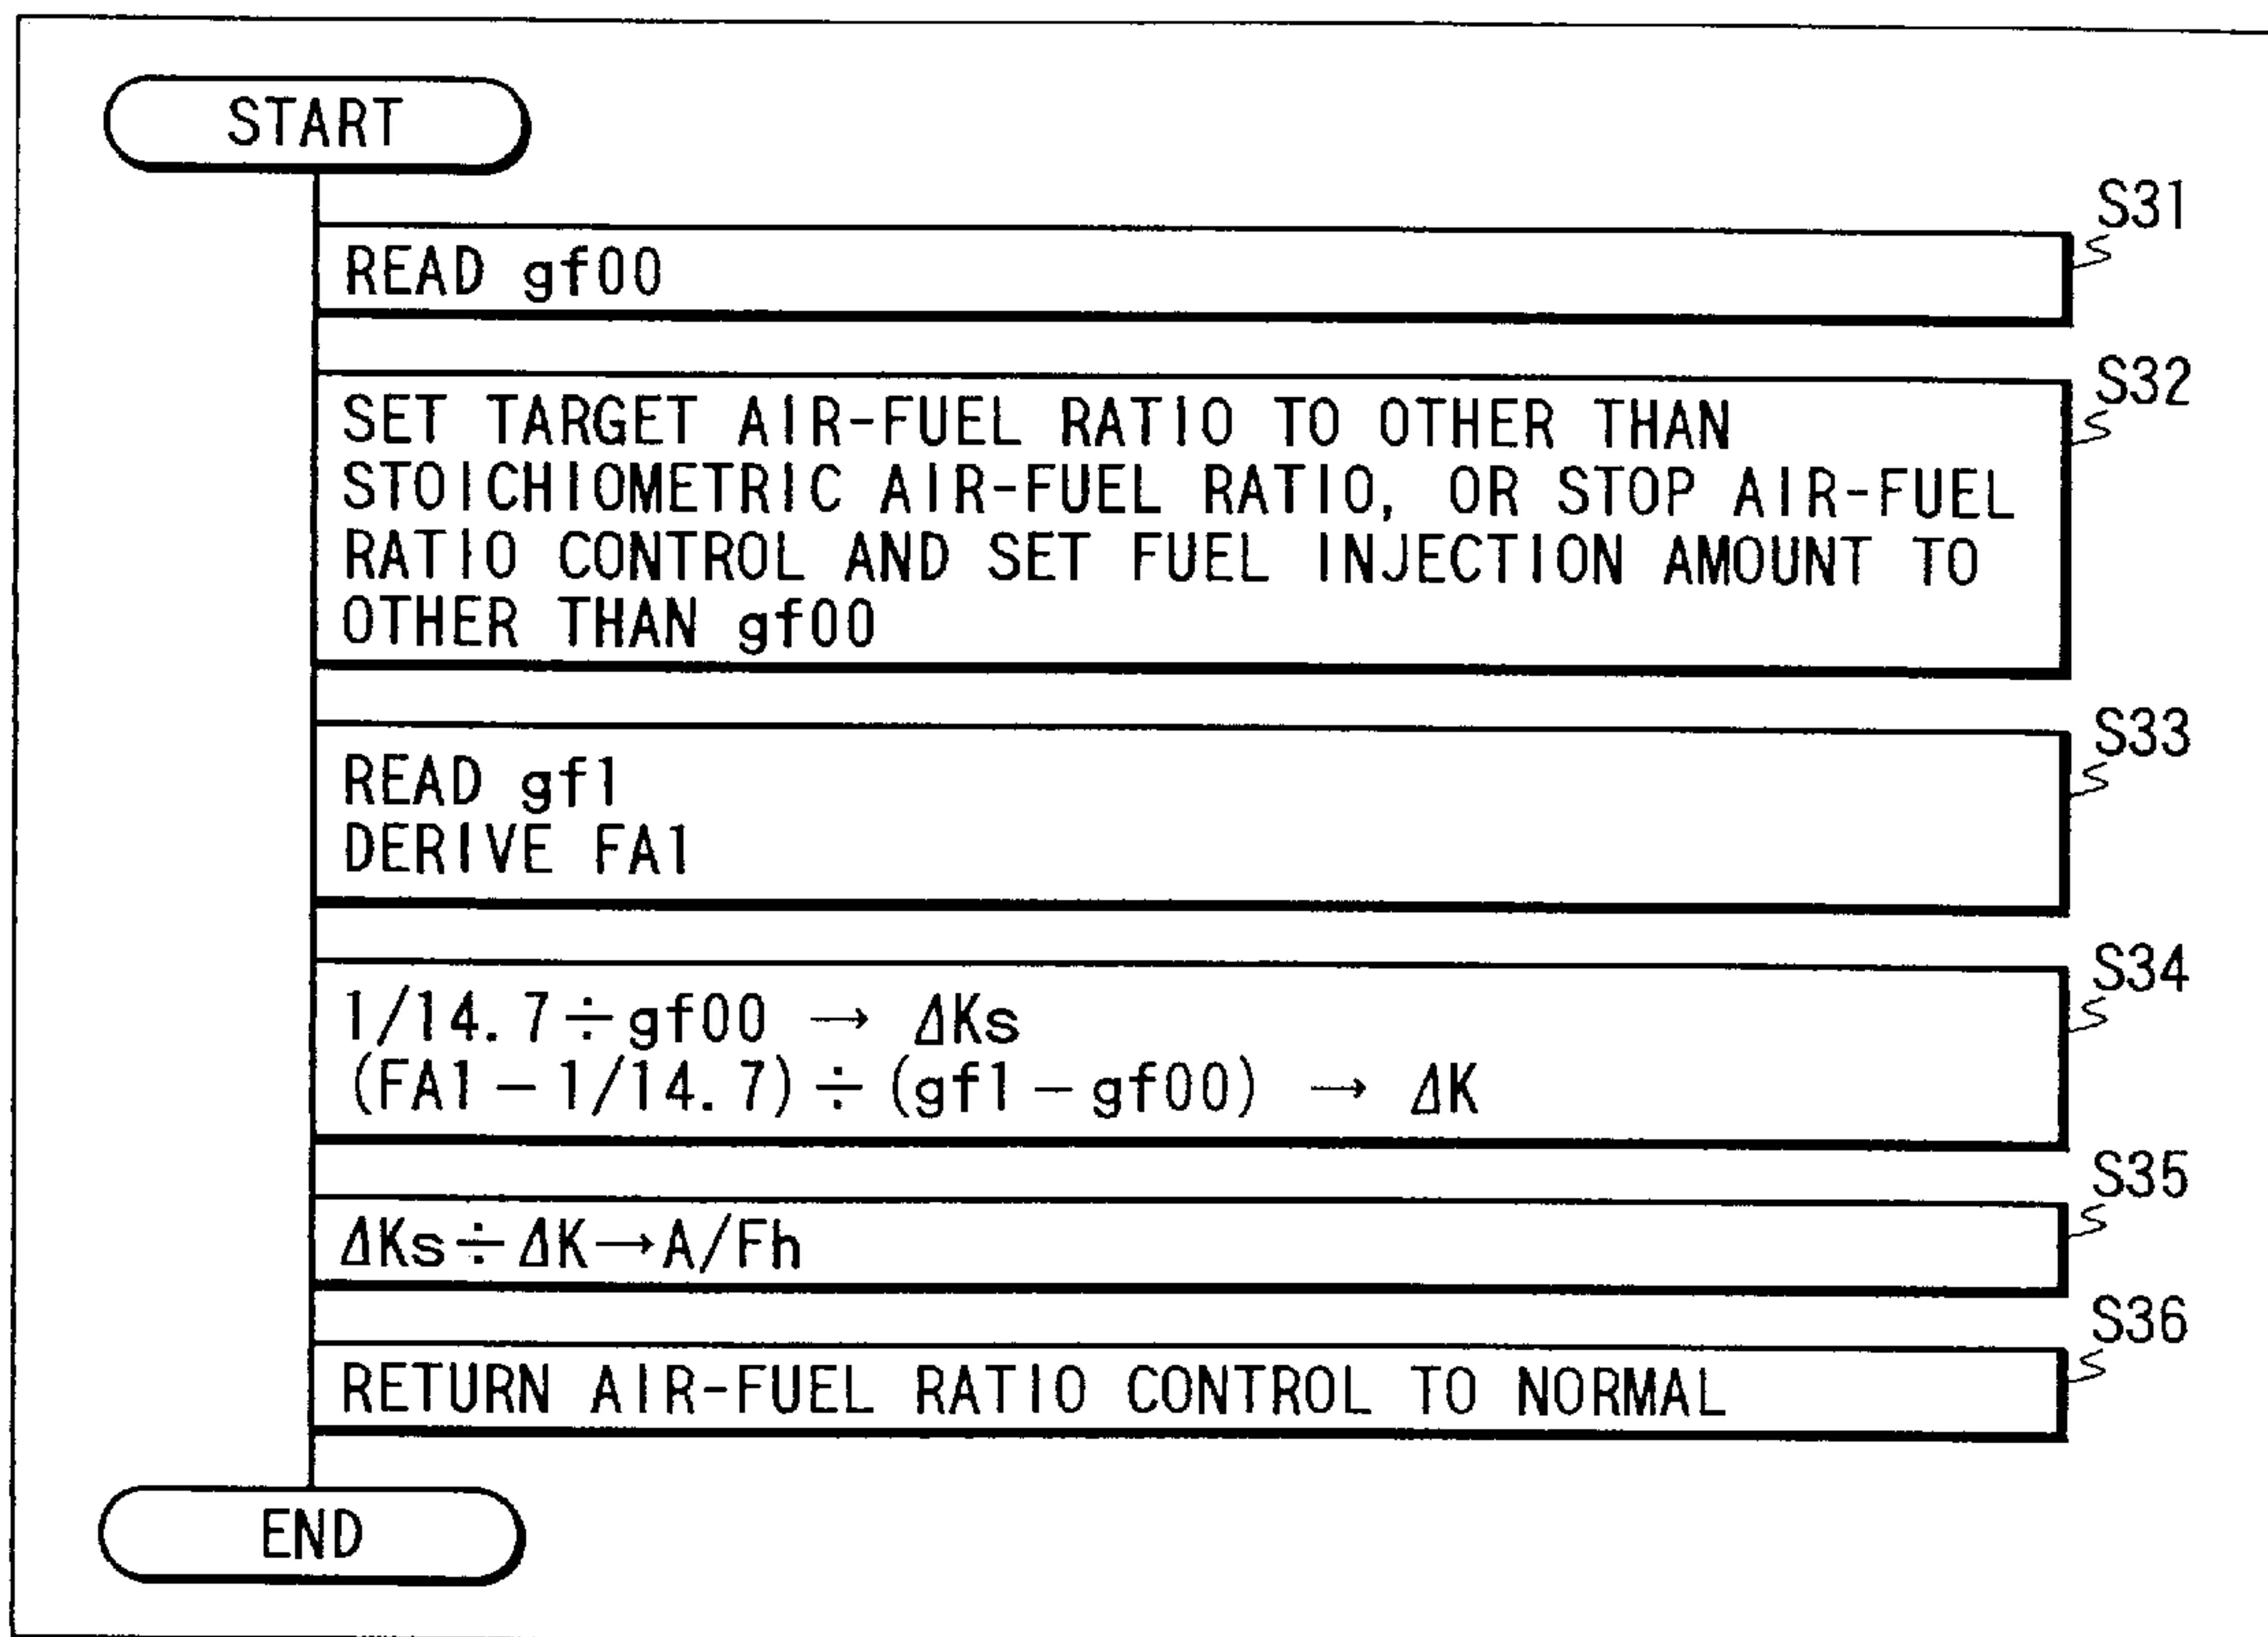 START
S31
READ gf00
S32
SET TARGET AIR-FUEL RATIO TO OTHER THAN
STOICHIOMETRIC AIR-FUEL RATIO, OR STOP AIR-FUEL
RATIO CONTROL AND SET FUEL INJECTION AMOUNT TO
OTHER THAN gf00
S33
READ gf1
DERIVE FA1
S34
1/14.7÷gf00 → ΔKs
(FA1-1/14.7)÷(gf1-gf00) → ΔK
S35
ΔKs÷ΔK→A/Fh
S36
RETURN AIR-FUEL RATIO CONTROL TO NORMAL
END